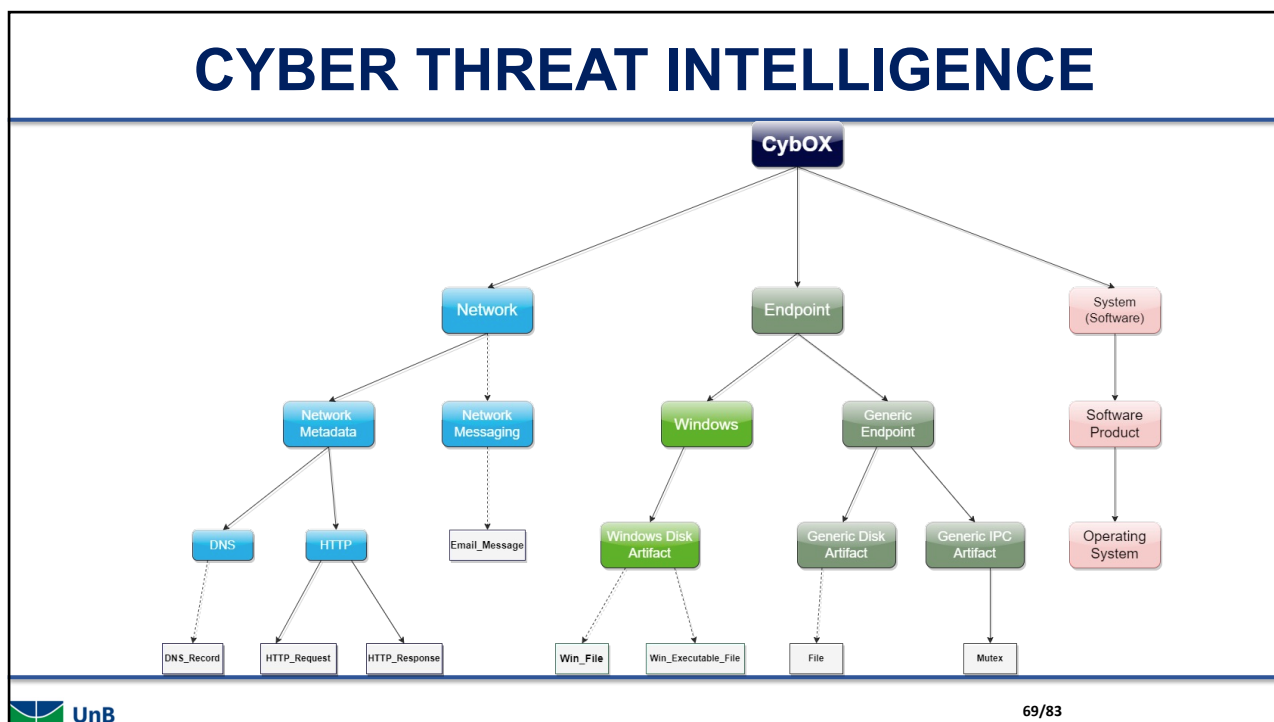 CYBER THREAT INTELLIGENCE
CybOX
Network
Endpoint
System
(Software)
Network
Metadata
Network
Messaging
Windows
Generic
Endpoint
Software
Product
DNS
HTTP
Email_Message
Windows Disk
Artifact
Generic Disk
Artifact
Generic IPC
Artifact
Operating
System
DNS_Record
HTTP_Request
HTTP_Response
Win_File
Win_Executable_File
File
Mutex
UnB
69/83